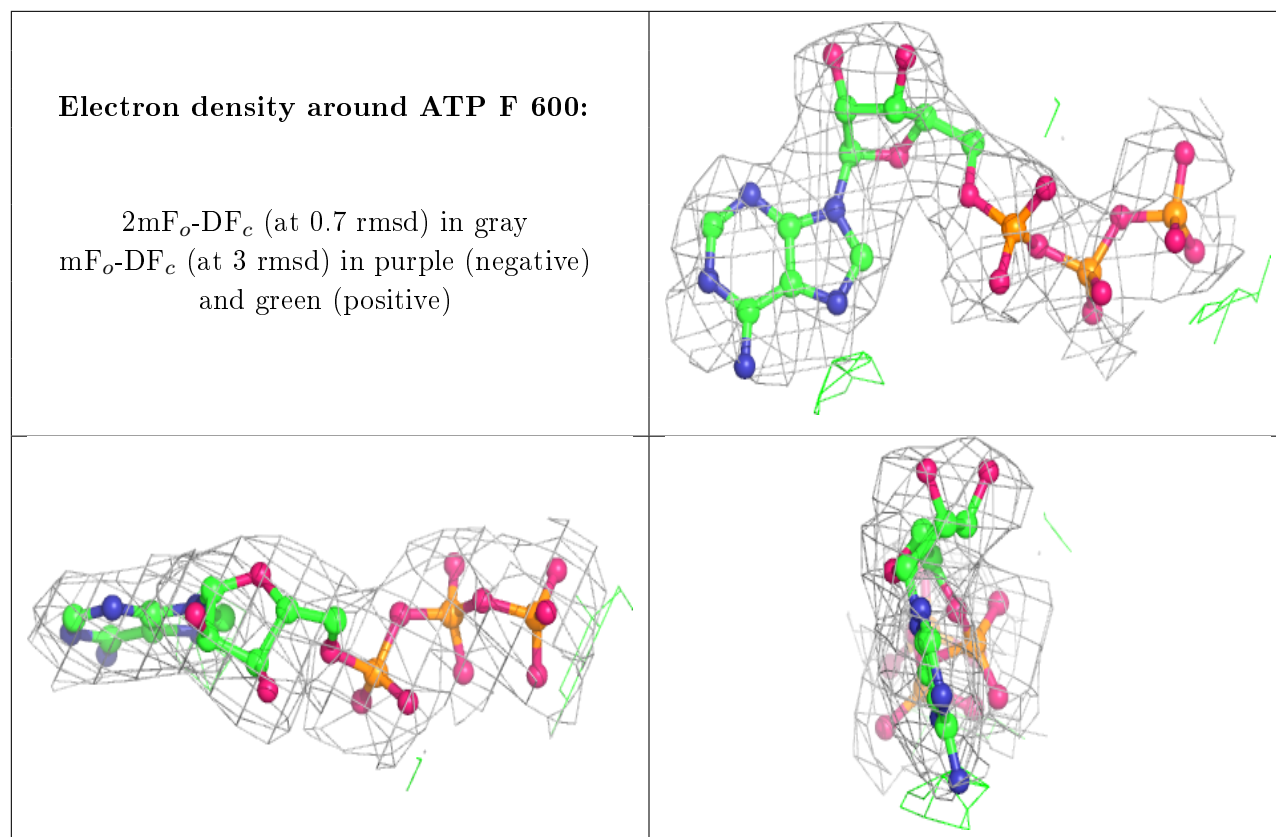 Electron density around ATP F 600:
2mFo-DFc (at 0.7 rmsd) in gray
mFo-DFc (at 3 rmsd) in purple (negative)
and green (positive)